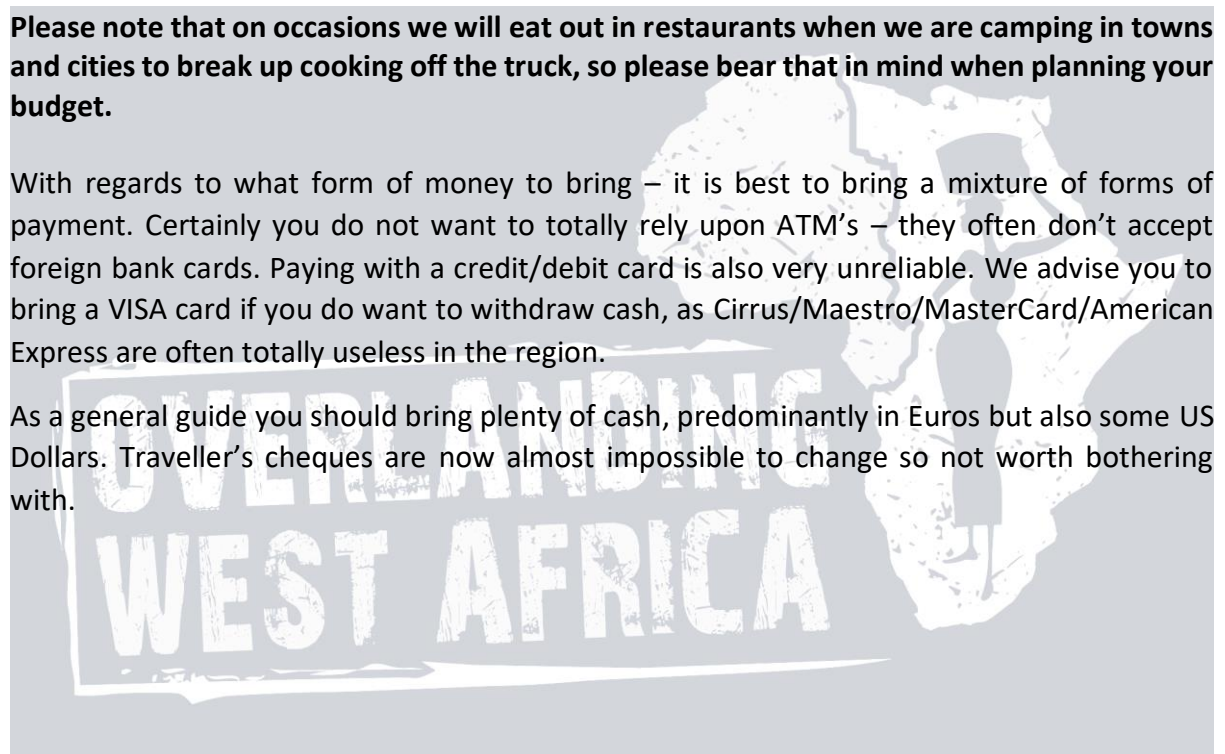 Please note that on occasions we will eat out in restaurants when we are camping in towns
and cities to break up cooking off the truck, so please bear that in mind when planning your
budget.
With regards to what form of money to bring – it is best to bring a mixture of forms of
payment. Certainly you do not want to totally rely upon ATM's – they often don't accept
foreign bank cards. Paying with a credit/debit card is also very unreliable. We advise you to
bring a VISA card if you do want to withdraw cash, as Cirrus/Maestro/MasterCard/American
Express are often totally useless in the region.
As a general guide you should bring plenty of cash, predominantly in Euros but also some US
Dollars. Traveller's cheques are now almost impossible to change so not worth bothering
with.
OVERLANDING
WEST AFRICA